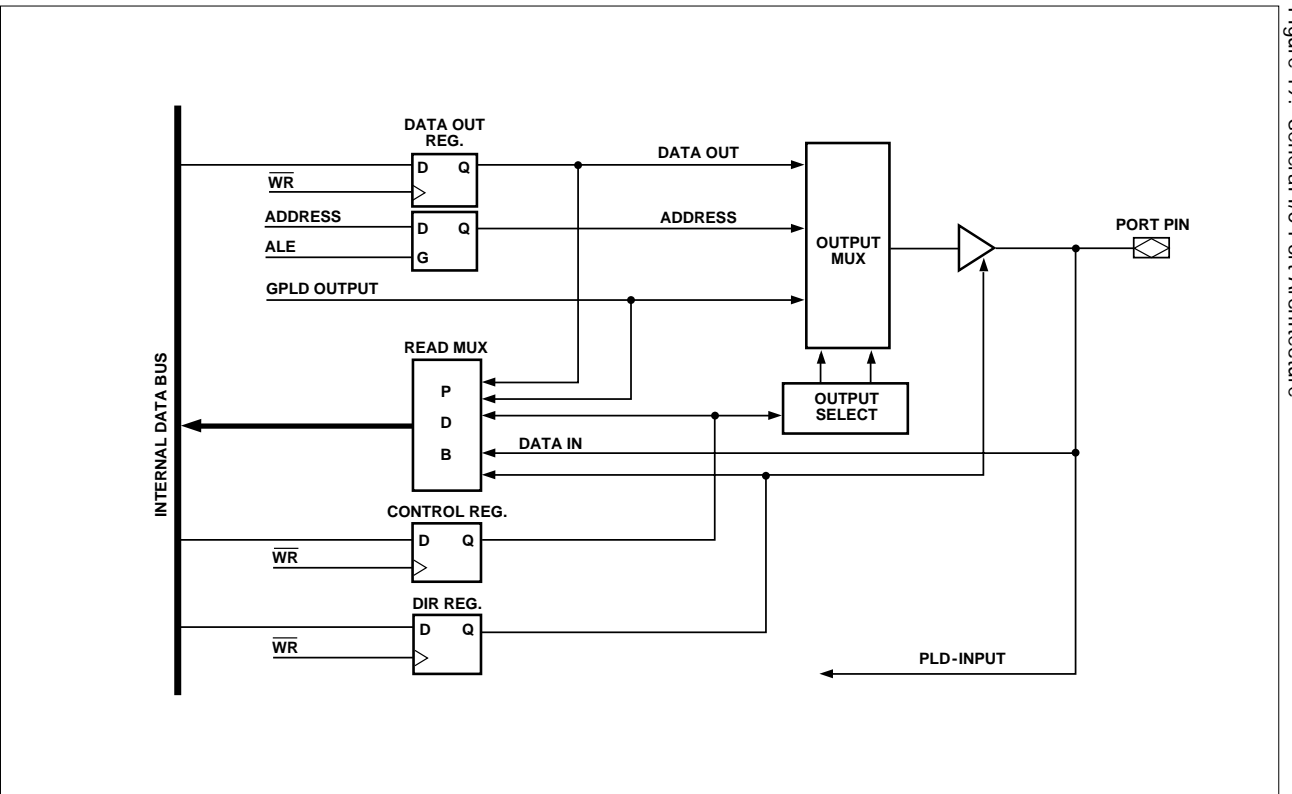 DATA OUT
REG.
D Q
DATA OUT
WR
ADDRESS
D Q
ADDRESS
ALE
G
OUTPUT
MUX
PORT PIN
GPLD OUTPUT
READ MUX
P
D
B
OUTPUT
SELECT
DATA IN
INTERNAL DATA BUS
CONTROL REG.
D Q
WR
DIR REG.
D Q
WR
PLD-INPUT